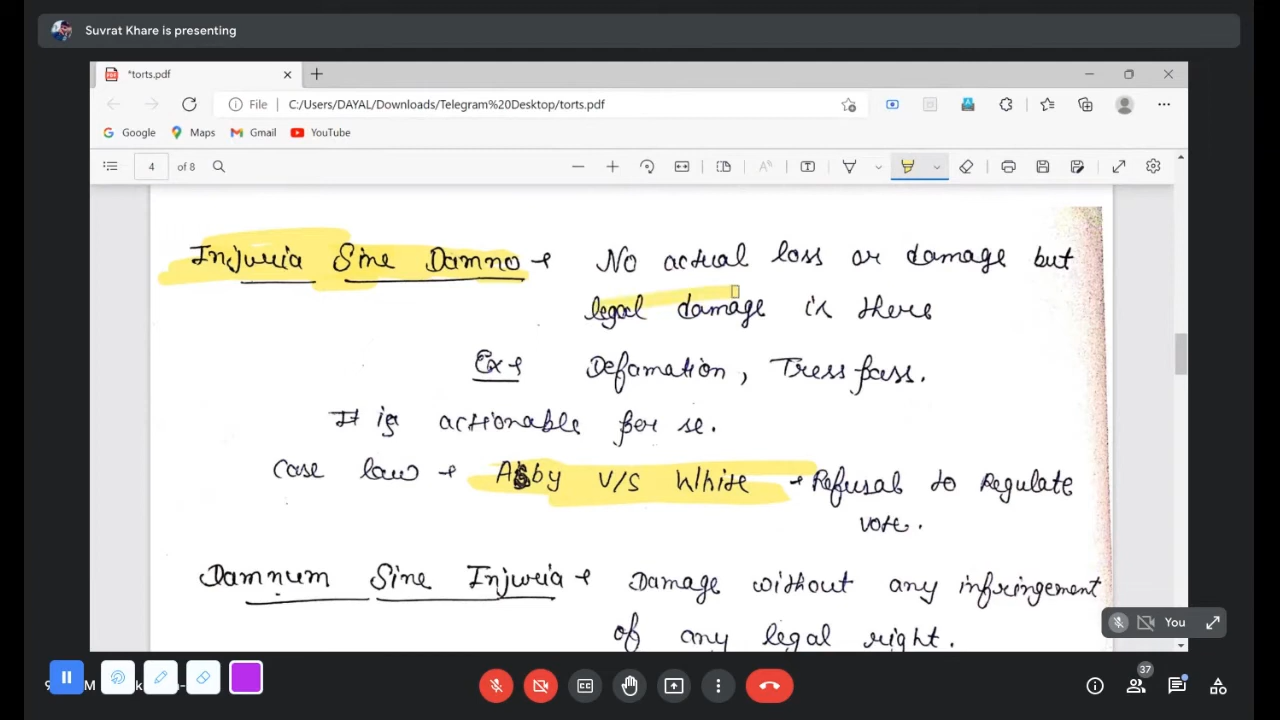 Suvrat Khare is presenting
*torts.pdf
File C:/Users/DAYAL/Downloads/Telegram%20Desktop/torts.pdf
Google Maps Gmail YouTube
4 of 8
Injuria Sine Damno → No actual loss or damage but
legal damage is there
Ex → Defamation, Tresspass.
It is actionable per se.
Case law → Ashby V/S White → Refusal to Regulate
vote.
Damnum Sine Injuria → Damage without any infringement
of any legal right.
You
37